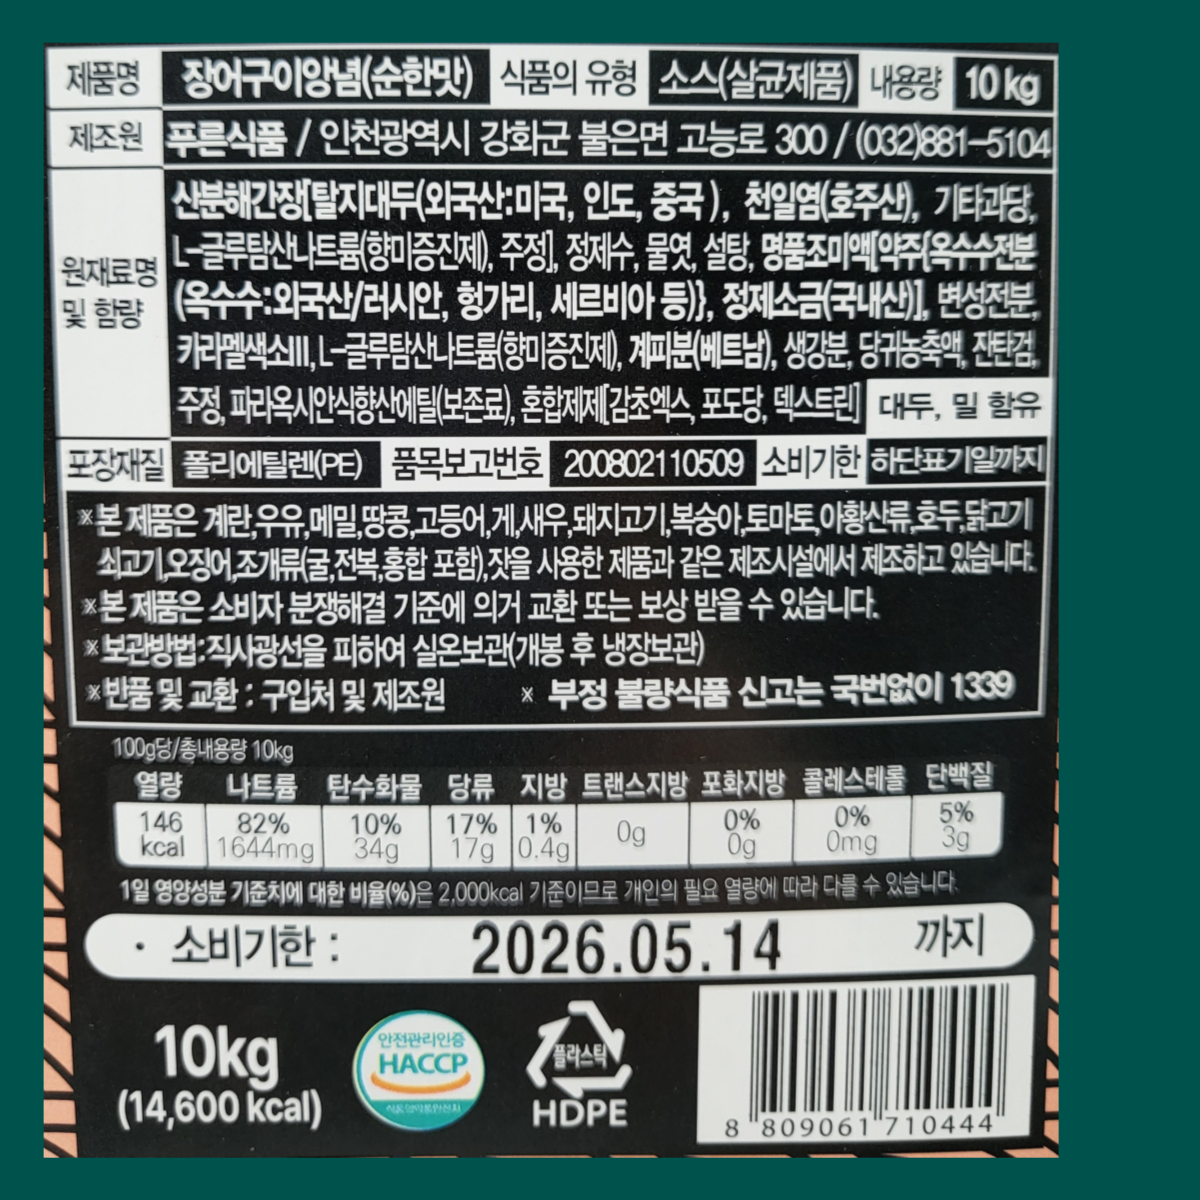 제품명 장어구이양념(순한맛) 식품의 유형 소스(살균제품) 내용량 10 kg
제조원 푸른식품 / 인천광역시 강화군 불은면 고능로 300 / (032)881-5104
원재료명 및 함량
산분해간장[탈지대두(외국산:미국, 인도, 중국), 천일염(호주산), 기타과당,
L-글루탐산나트륨(향미증진제), 주정], 정제수, 물엿, 설탕, 명품조미액[약주{옥수수전분
(옥수수:외국산/러시안, 헝가리, 세르비아 등)}, 정제소금(국내산)], 변성전분,
카라멜색소III, L-글루탐산나트륨(향미증진제), 계피분(베트남), 생강분, 당귀농축액, 잔탄검,
주정, 파라옥시안식향산에틸(보존료), 혼합제제[감초엑스, 포도당, 덱스트린] 대두, 밀 함유
포장재질 폴리에틸렌(PE) 품목보고번호 200802110509 소비기한 하단표기일까지
※본 제품은 계란,우유,메밀,땅콩,고등어,게,새우,돼지고기,복숭아,토마토,아황산류,호두,닭고기
쇠고기,오징어,조개류(굴,전복,홍합 포함),잣을 사용한 제품과 같은 제조시설에서 제조하고 있습니다.
※본 제품은 소비자 분쟁해결 기준에 의거 교환 또는 보상 받을 수 있습니다.
※보관방법:직사광선을 피하여 실온보관(개봉 후 냉장보관)
※반품 및 교환 : 구입처 및 제조원 ※ 부정 불량식품 신고는 국번없이 1339
100g당/총내용량 10kg
열량 나트륨 탄수화물 당류 지방 트랜스지방 포화지방 콜레스테롤 단백질
146 82% 10% 17% 1% 0g 0% 0% 5%
kcal 1644mg 34g 17g 0.4g 0g 0mg 3g
1일 영양성분 기준치에 대한 비율(%)은 2,000kcal 기준이므로 개인의 필요 열량에 따라 다를 수 있습니다.
· 소비기한 : 2026.05.14 까지
10kg
(14,600 kcal)
안전관리인증
HACCP
플라스틱
HDPE
8 809061 710444